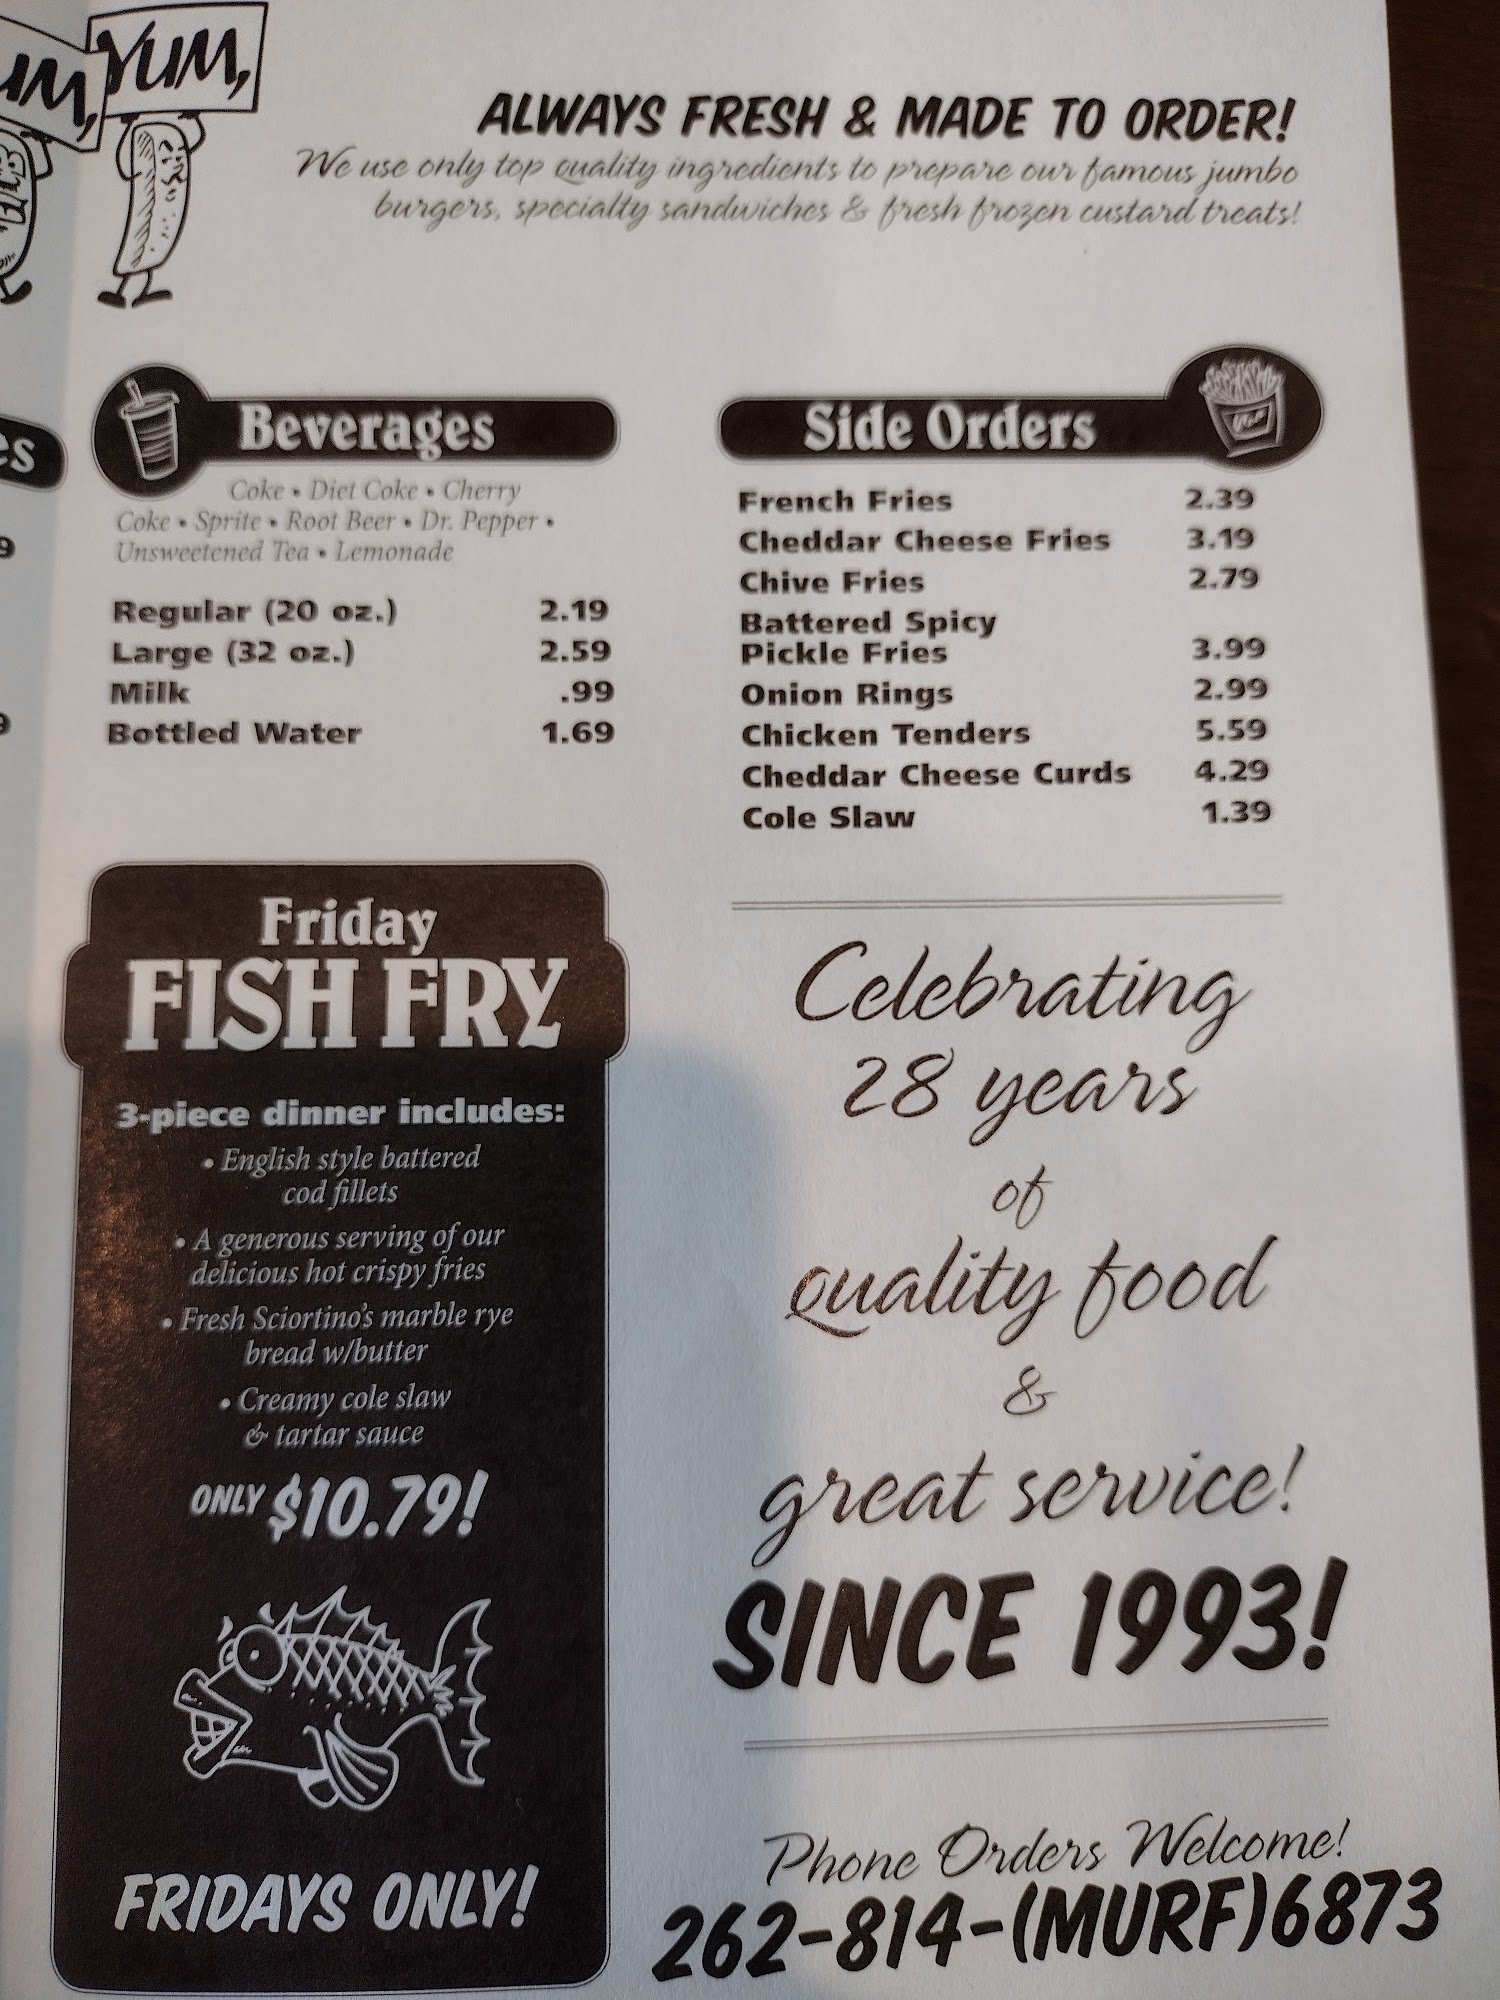 UM,
YUM,
ALWAYS FRESH & MADE TO ORDER!
We use only top quality ingredients to prepare our famous jumbo
burgers, specialty sandwiches & fresh frozen custard treats!
es
9
9
Beverages
Coke • Diet Coke • Cherry
Coke • Sprite • Root Beer • Dr. Pepper •
Unsweetened Tea • Lemonade
Regular (20 oz.) 2.19
Large (32 oz.) 2.59
Milk .99
Bottled Water 1.69
Side Orders
French Fries 2.39
Cheddar Cheese Fries 3.19
Chive Fries 2.79
Battered Spicy
Pickle Fries 3.99
Onion Rings 2.99
Chicken Tenders 5.59
Cheddar Cheese Curds 4.29
Cole Slaw 1.39
Friday
FISH FRY
3-piece dinner includes:
• English style battered
cod fillets
• A generous serving of our
delicious hot crispy fries
• Fresh Sciortino's marble rye
bread w/butter
• Creamy cole slaw
& tartar sauce
ONLY $10.79!
FRIDAYS ONLY!
Celebrating
28 years
of
quality food
&
great service!
SINCE 1993!
Phone Orders Welcome!
262-814-(MURF)6873